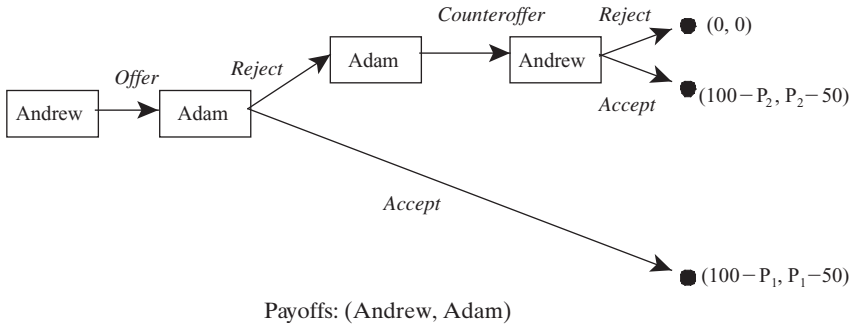 Counteroffer
Reject
(0, 0)
Offer
Reject
Adam
Andrew
Andrew
Adam
Accept
(100−P₂, P₂−50)
Accept
(100−P₁, P₁−50)
Payoffs: (Andrew, Adam)